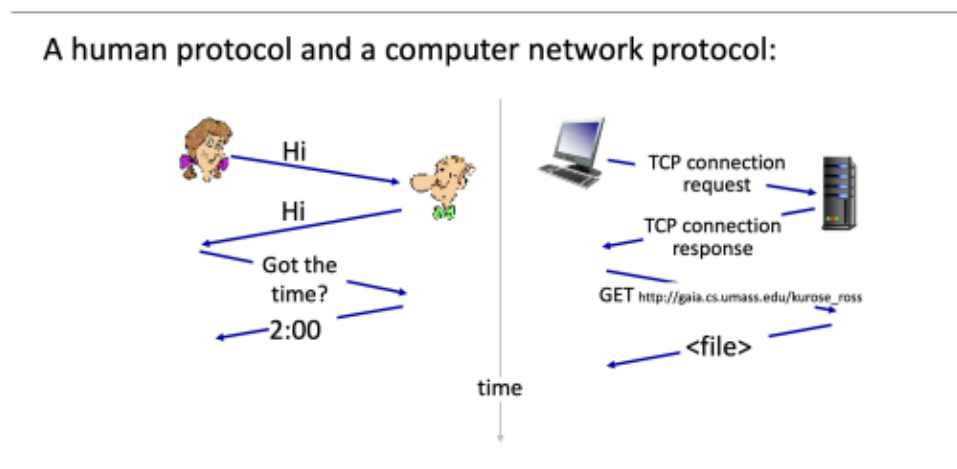 A human protocol and a computer network protocol:
Hi
Hi
Got the
time?
2:00
TCP connection
request
TCP connection
response
GET http://gaia.cs.umass.edu/kurose_ross
<file>
time